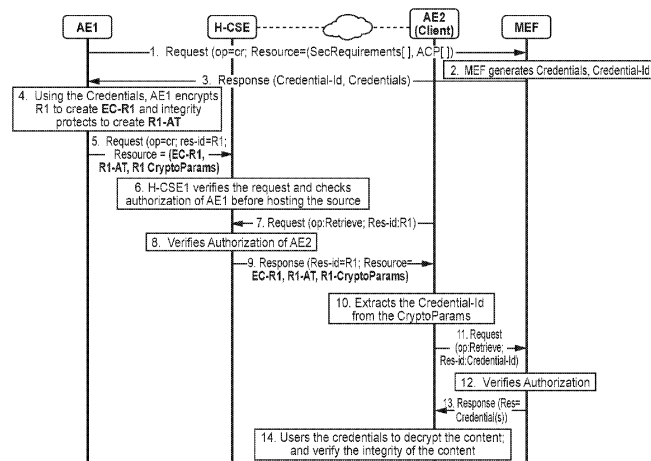 AE1
H-CSE
AE2
(Client)
MEF
1. Request (op=cr; Resource=(SecRequirements[ ], ACP[ ])
2. MEF generates Credentials, Credential-Id
3. Response (Credential-Id, Credentials)
4. Using the Credentials, AE1 encrypts
R1 to create EC-R1 and integrity
protects to create R1-AT
5. Request (op=cr; res-id=R1;
Resource = (EC-R1,
R1-AT, R1 CryptoParams)
6. H-CSE1 verifies the request and checks
authorization of AE1 before hosting the source
7. Request (op:Retrieve; Res-id:R1)
8. Verifies Authorization of AE2
9. Response (Res-id=R1; Resource=
EC-R1, R1-AT, R1-CryptoParams)
10. Extracts the Credential-Id
from the CryptoParams
11. Request
(op:Retrieve;
Res-id:Credential-Id)
12. Verifies Authorization
13. Response (Res=
Credential(s))
14. Users the credentials to decrypt the content;
and verify the integrity of the content